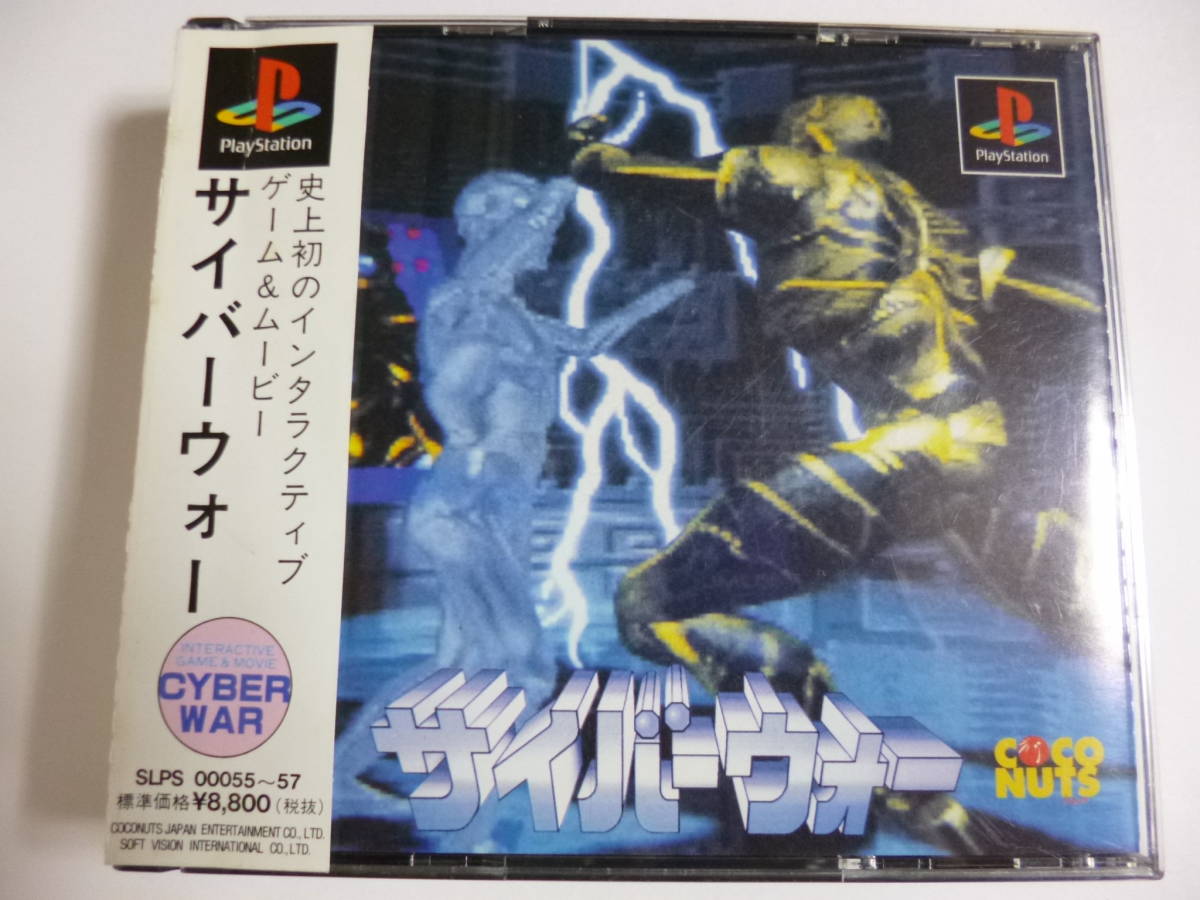 PlayStation
史上初のインタラクティブ
ゲーム&ムービー
サイバーウォー
INTERACTIVE
GAME & MOVIE
CYBER
WAR
SLPS 00055～57
標準価格¥8,800(税抜)
COCONUTS JAPAN ENTERTAINMENT CO., LTD.
SOFT VISION INTERNATIONAL CO., LTD.
PlayStation
サイバーウォー
COCO
NUTS